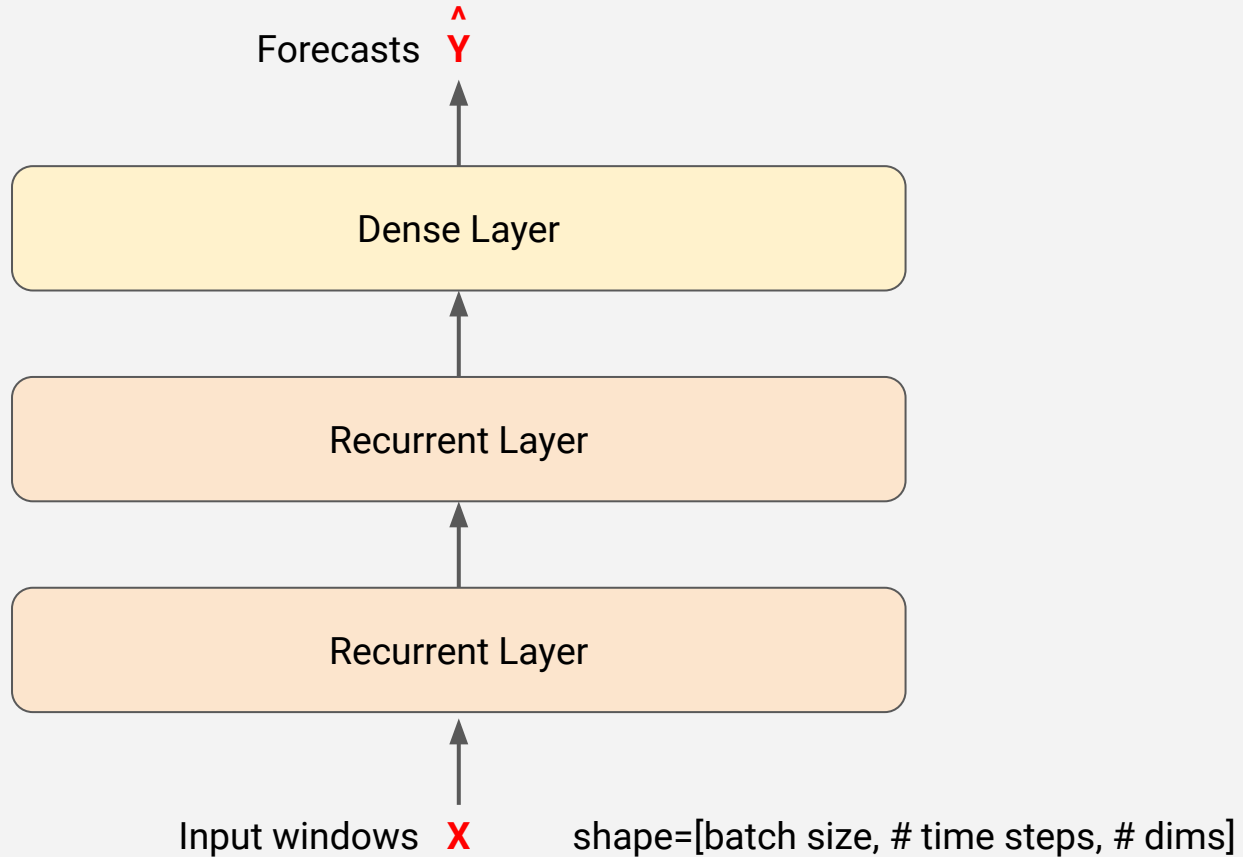 ^
Forecasts Y
Dense Layer
Recurrent Layer
Recurrent Layer
Input windows X shape=[batch size, # time steps, # dims]